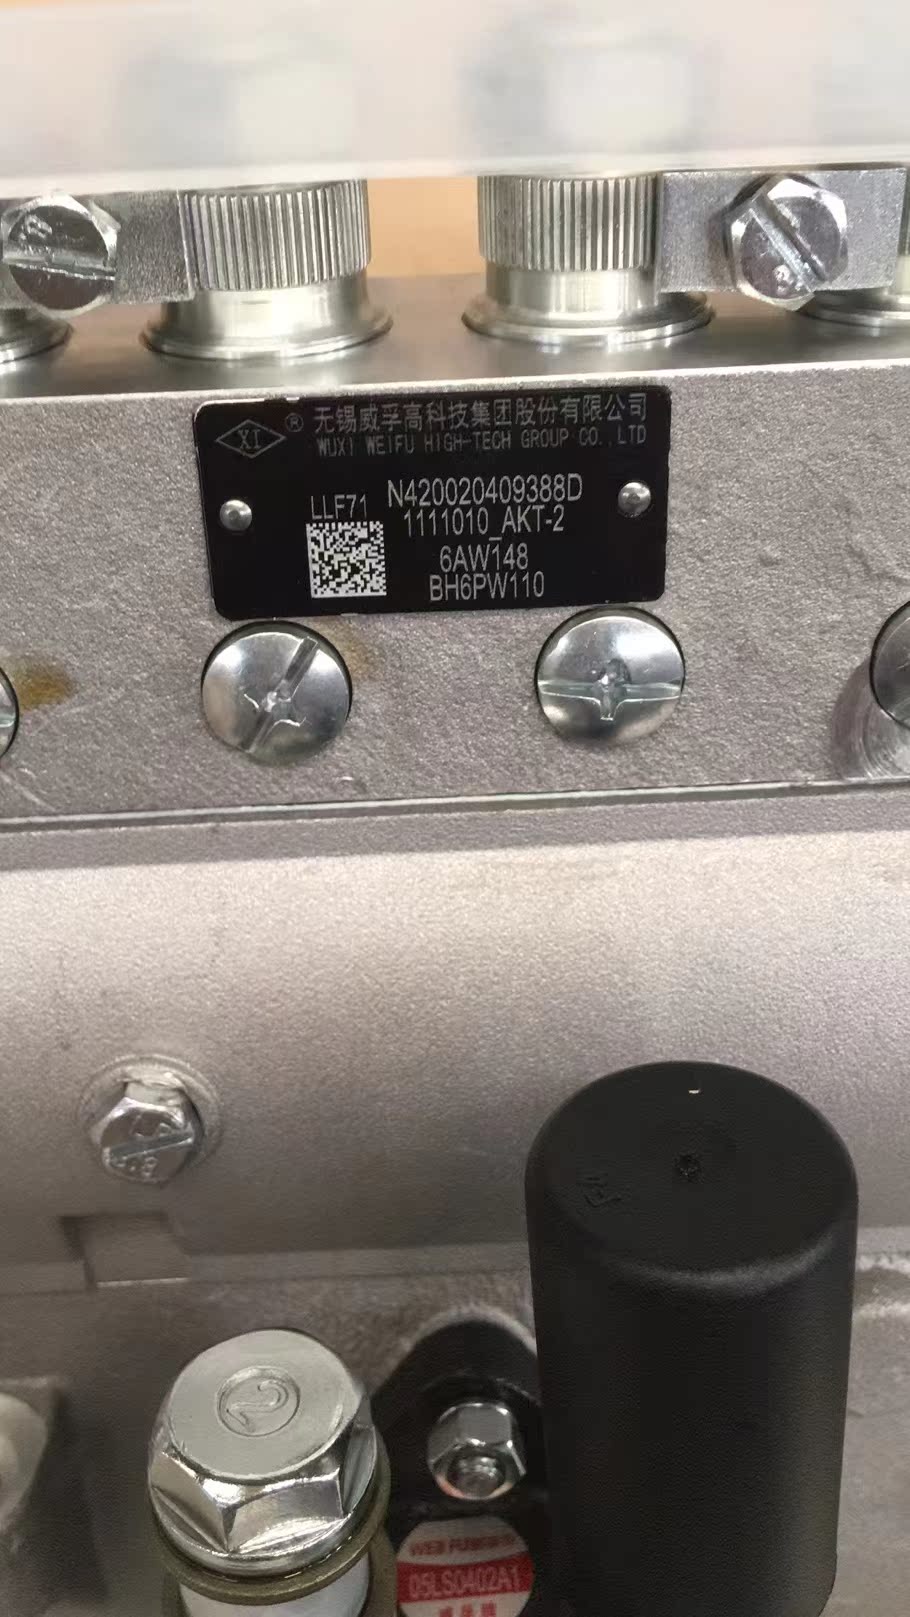 XI ® 无锡威孚高科技集团股份有限公司
WUXI WEIFU HIGH-TECH GROUP CO.,LTD
LLF71 N420020409388D
1111010_AKT-2
6AW148
BH6PW110
2
05LS0402A1